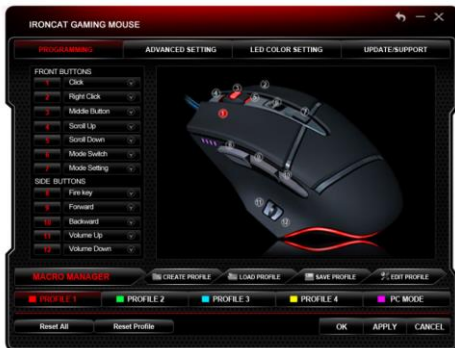 IRONCAT GAMING MOUSE
PROGRAMMING ADVANCED SETTING LED COLOR SETTING UPDATE/SUPPORT
FRONT BUTTONS
1 Click
2 Right Click
3 Middle Button
4 Scroll Up
5 Scroll Down
6 Mode Switch
7 Mode Setting
SIDE BUTTONS
8 Fire key
9 Forward
10 Backward
11 Volume Up
12 Volume Down
MACRO MANAGER CREATE PROFILE LOAD PROFILE SAVE PROFILE EDIT PROFILE
PROFILE 1 PROFILE 2 PROFILE 3 PROFILE 4 PC MODE
Reset All Reset Profile OK APPLY CANCEL